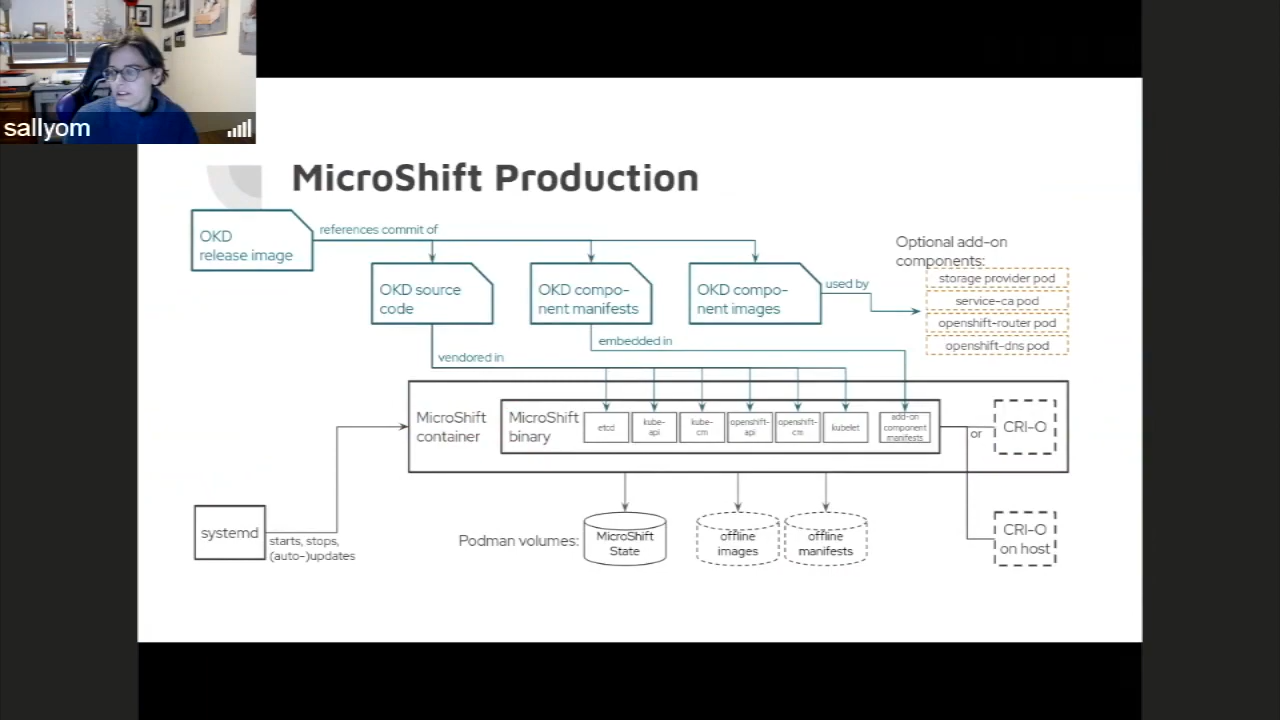 sallyom
MicroShift Production
OKD
release image
references commit of
OKD source
code
OKD compo-
nent manifests
OKD compo-
nent images
used by
Optional add-on
components:
storage provider pod
service-ca pod
openshift-router pod
openshift-dns pod
vendored in
embedded in
MicroShift
container
MicroShift
binary
etcd
kube-
api
kube-
cm
openshift-
api
openshift-
cm
kubelet
add-on
component
manifests
or
CRI-O
systemd
starts, stops,
(auto-)updates
Podman volumes:
MicroShift
State
offline
images
offline
manifests
CRI-O
on host